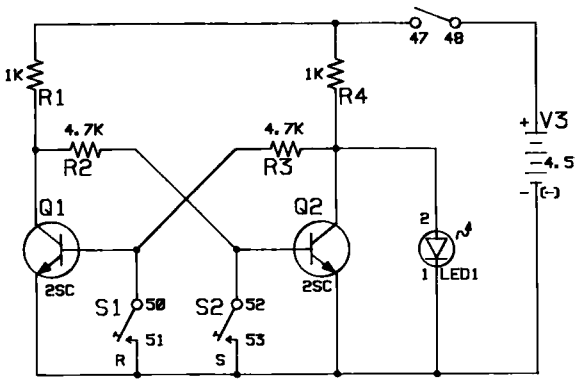 47 48
1K
R1
1K
R4
+ V3
4.7K
R2
4.7K
R3
4.5
- (-)
Q1
Q2
2
2SC
2SC
1 LED1
S1 50
S2 52
51
53
R
S